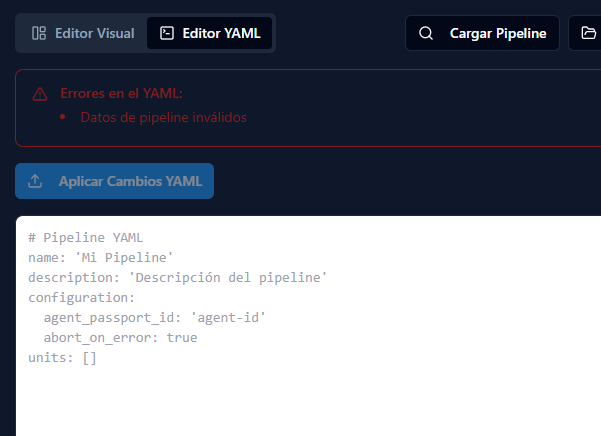 Editor Visual
Editor YAML
Cargar Pipeline
Errores en el YAML:
Datos de pipeline inválidos
Aplicar Cambios YAML
# Pipeline YAML
name: 'Mi Pipeline'
description: 'Descripción del pipeline'
configuration:
  agent_passport_id: 'agent-id'
  abort_on_error: true
units: []